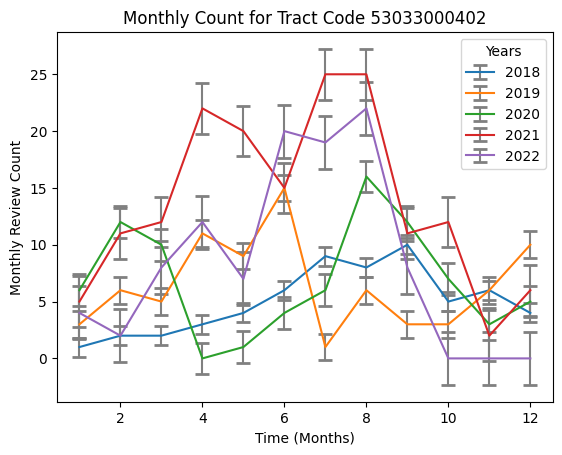 Monthly Count for Tract Code 53033000402
Years
2018
2019
2020
2021
2022
Monthly Review Count
25
20
15
10
5
0
2 4 6 8 10 12
Time (Months)